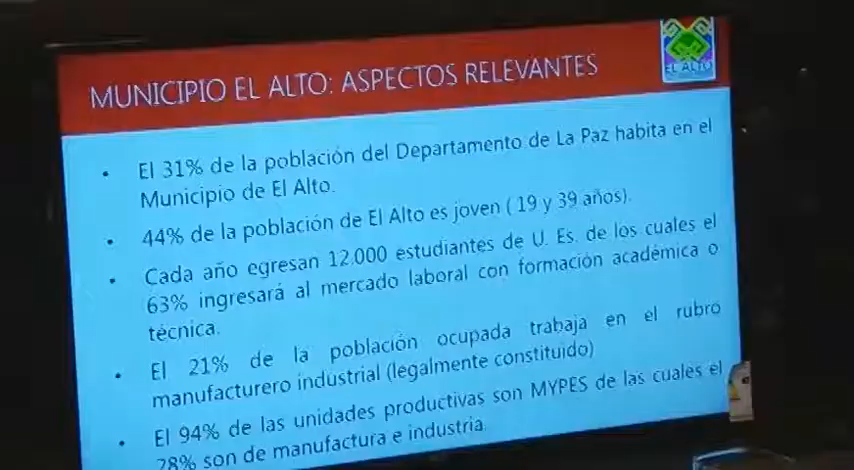 MUNICIPIO EL ALTO: ASPECTOS RELEVANTES
EL ALTO
• El 31% de la población del Departamento de La Paz habita en el
Municipio de El Alto.
• 44% de la población de El Alto es joven ( 19 y 39 años).
• Cada año egresan 12.000 estudiantes de U. Es. de los cuales el
63% ingresará al mercado laboral con formación académica o
técnica.
• El 21% de la población ocupada trabaja en el rubro
manufacturero industrial (legalmente constituido)
• El 94% de las unidades productivas son MYPES de las cuales el
78% son de manufactura e industria.